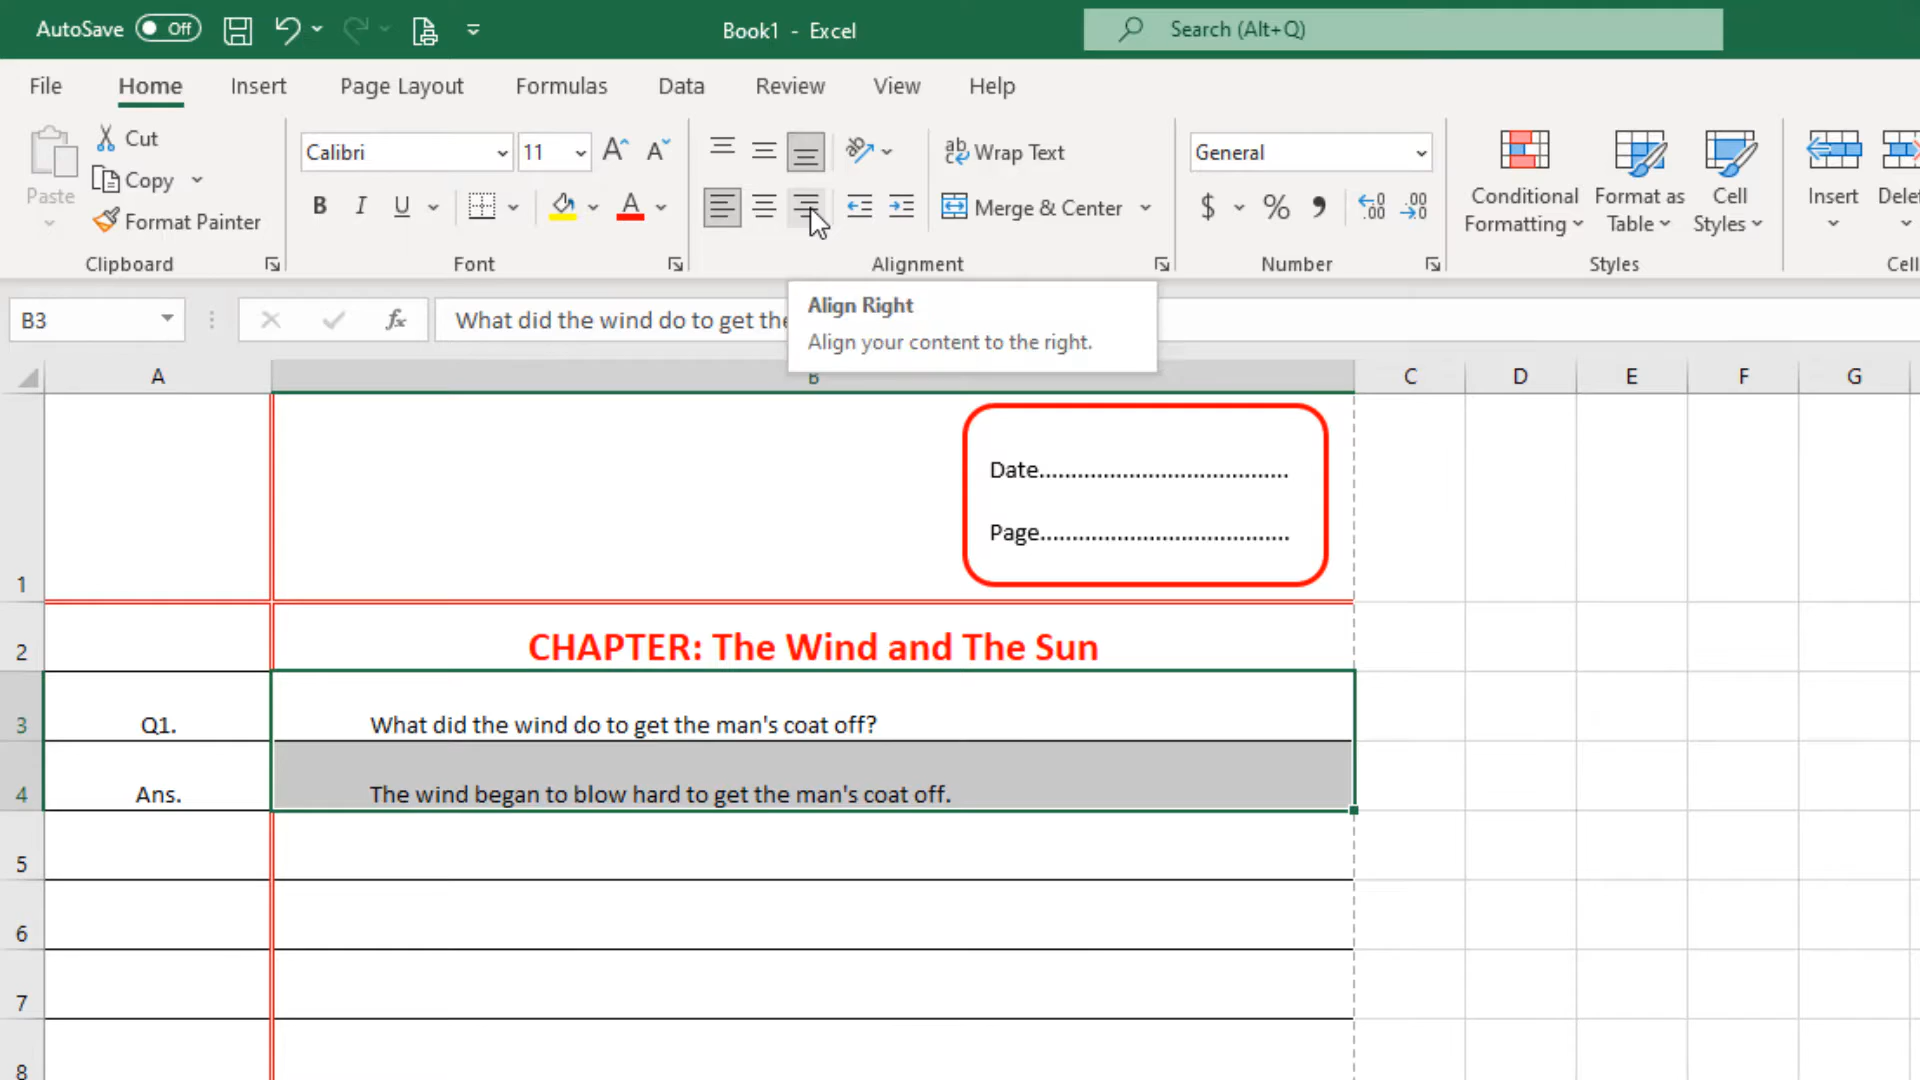 AutoSave Off Book1 - Excel Search (Alt+Q)
File Home Insert Page Layout Formulas Data Review View Help
Paste Cut Copy Format Painter
Clipboard
Calibri 11
B I U A
Font
ab Wrap Text
Merge & Center
Alignment
General
$ % 9 .00 .00
Number
Conditional Formatting
Format as Table
Cell Styles
Styles
Insert
B3 fx What did the wind do to get the
Align Right
Align your content to the right.
A B C D E F G
Date.......................................
Page.......................................
1
2 CHAPTER: The Wind and The Sun
3 Q1. What did the wind do to get the man's coat off?
4 Ans. The wind began to blow hard to get the man's coat off.
5
6
7
8